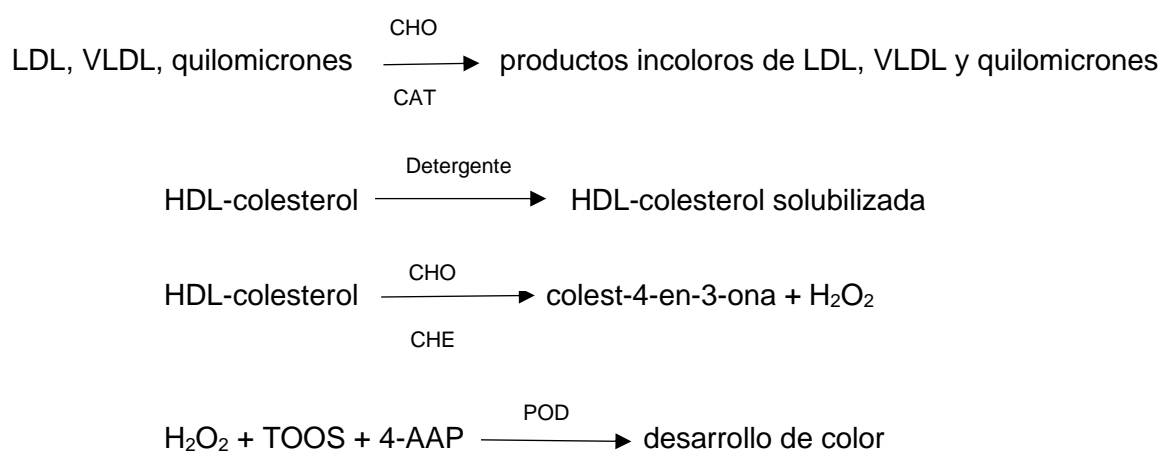 CHO
LDL, VLDL, quilomicrones → productos incoloros de LDL, VLDL y quilomicrones
CAT
Detergente
HDL-colesterol → HDL-colesterol solubilizada
CHO
HDL-colesterol → colest-4-en-3-ona + H₂O₂
CHE
POD
H₂O₂ + TOOS + 4-AAP → desarrollo de color